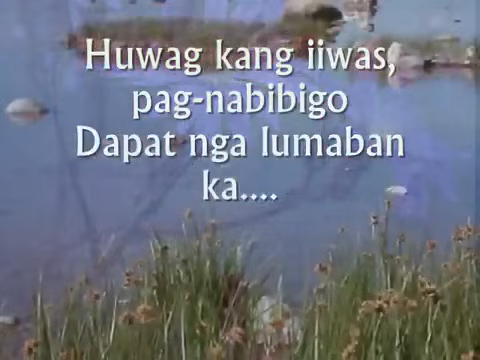 Huwag kang iiwas,
pag-nabibigo
Dapat nga lumaban
ka....